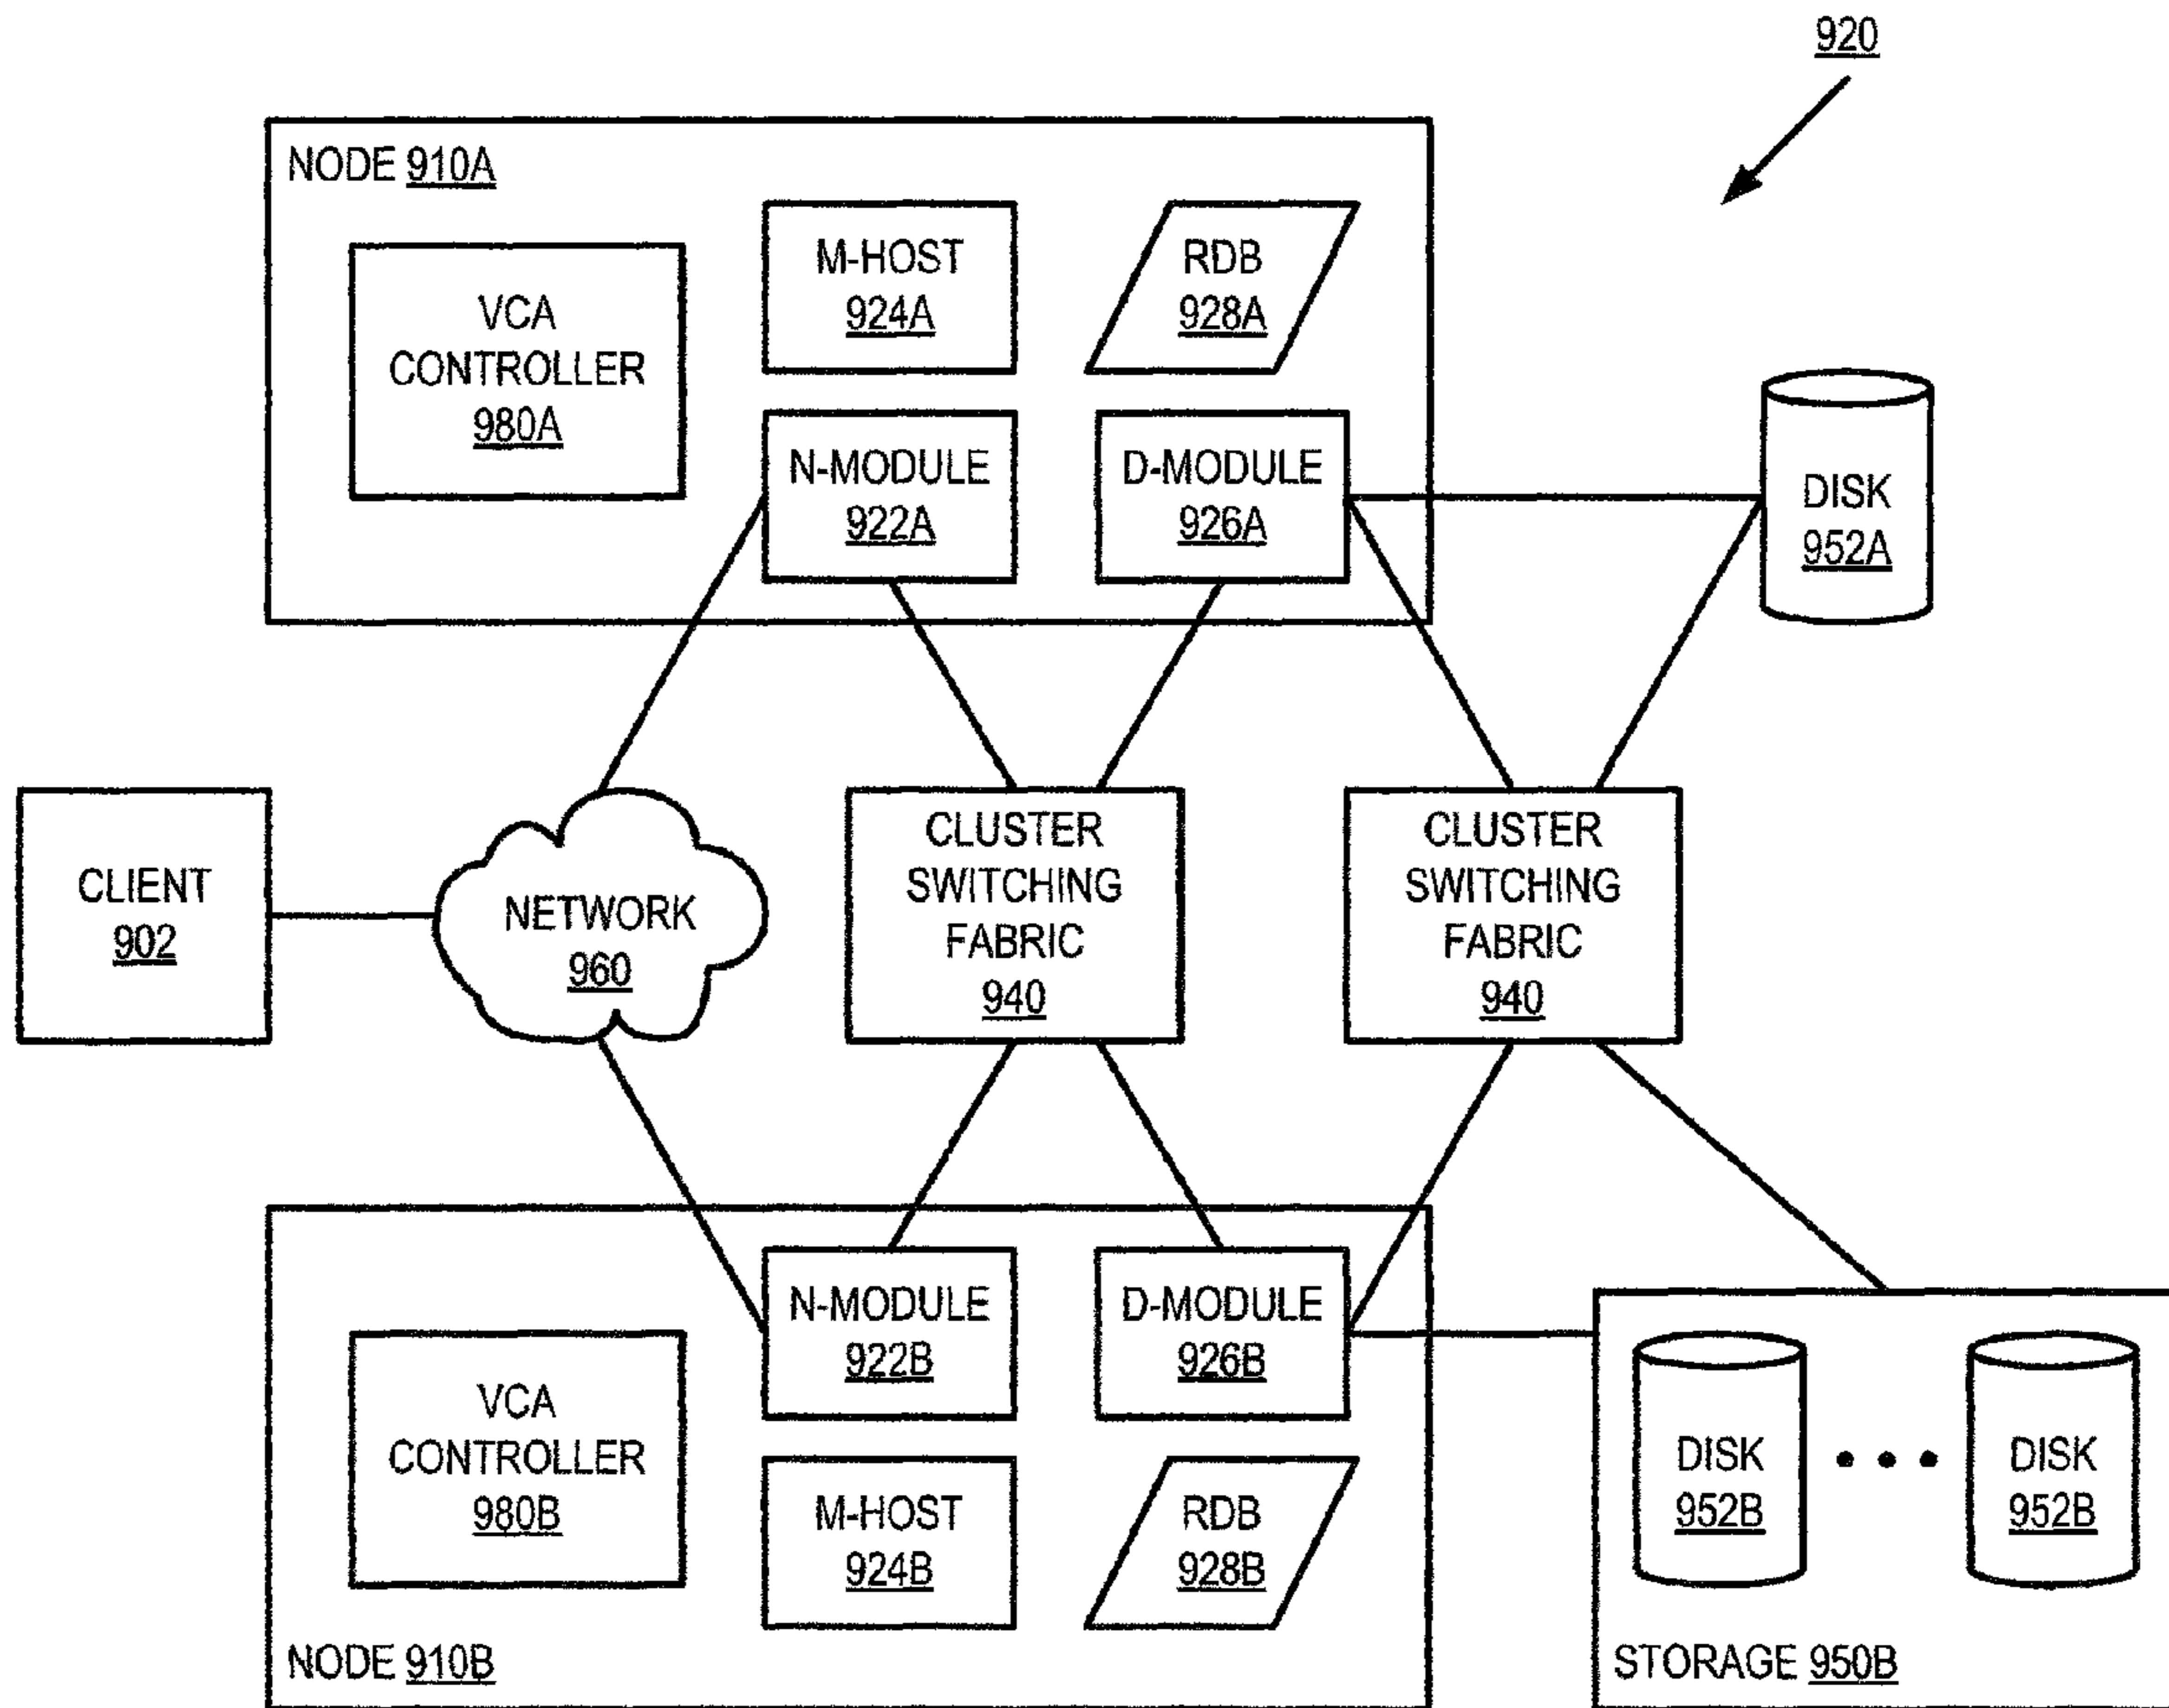 920
NODE 910A
M-HOST
924A
RDB
928A
VCA
CONTROLLER
980A
N-MODULE
922A
D-MODULE
926A
DISK
952A
CLIENT
902
NETWORK
960
CLUSTER
SWITCHING
FABRIC
940
CLUSTER
SWITCHING
FABRIC
940
N-MODULE
922B
D-MODULE
926B
VCA
CONTROLLER
980B
M-HOST
924B
RDB
928B
NODE 910B
DISK
952B
DISK
952B
STORAGE 950B